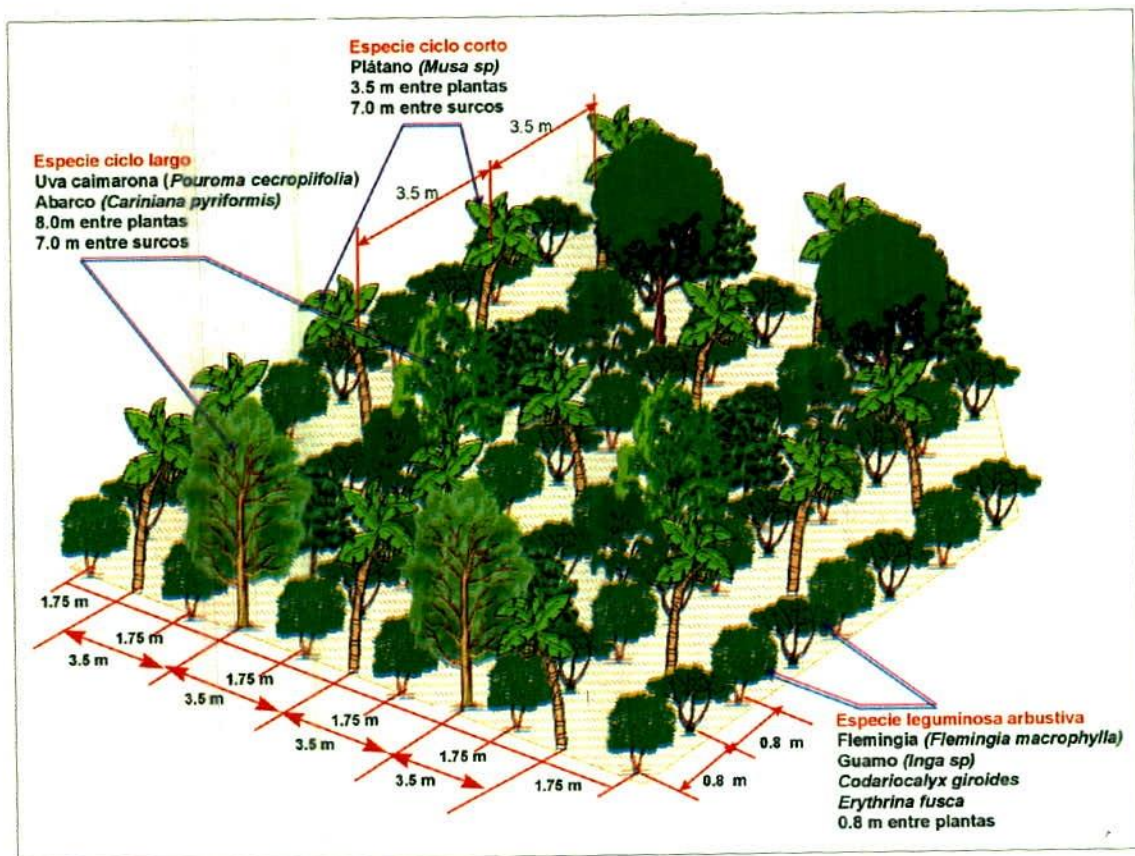 Especie ciclo corto
Plátano (Musa sp)
3.5 m entre plantas
7.0 m entre surcos
3.5 m
3.5 m
Especie ciclo largo
Uva caimarona (Pouroma cecropiifolia)
Abarco (Cariniana pyriformis)
8.0m entre plantas
7.0 m entre surcos
1.75 m
1.75 m
3.5 m
1.75 m
3.5 m
1.75 m
3.5 m
1.75 m
3.5 m
0.8 m
0.8 m
Especie leguminosa arbustiva
Flemingia (Flemingia macrophylla)
Guamo (Inga sp)
Codariocalyx giroides
Erythrina fusca
0.8 m entre plantas